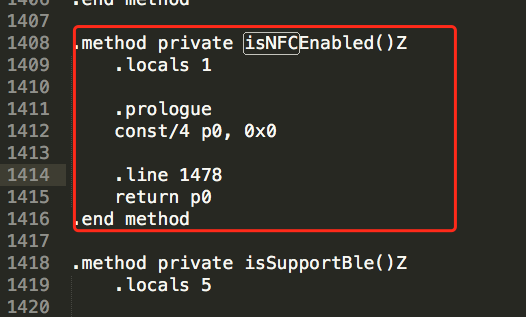 1406 .end method
1407
1408 .method private isNFCEnabled()Z
1409 .locals 1
1410
1411 .prologue
1412 const/4 p0, 0x0
1413
1414 .line 1478
1415 return p0
1416 .end method
1417
1418 .method private isSupportBle()Z
1419 .locals 5
1420